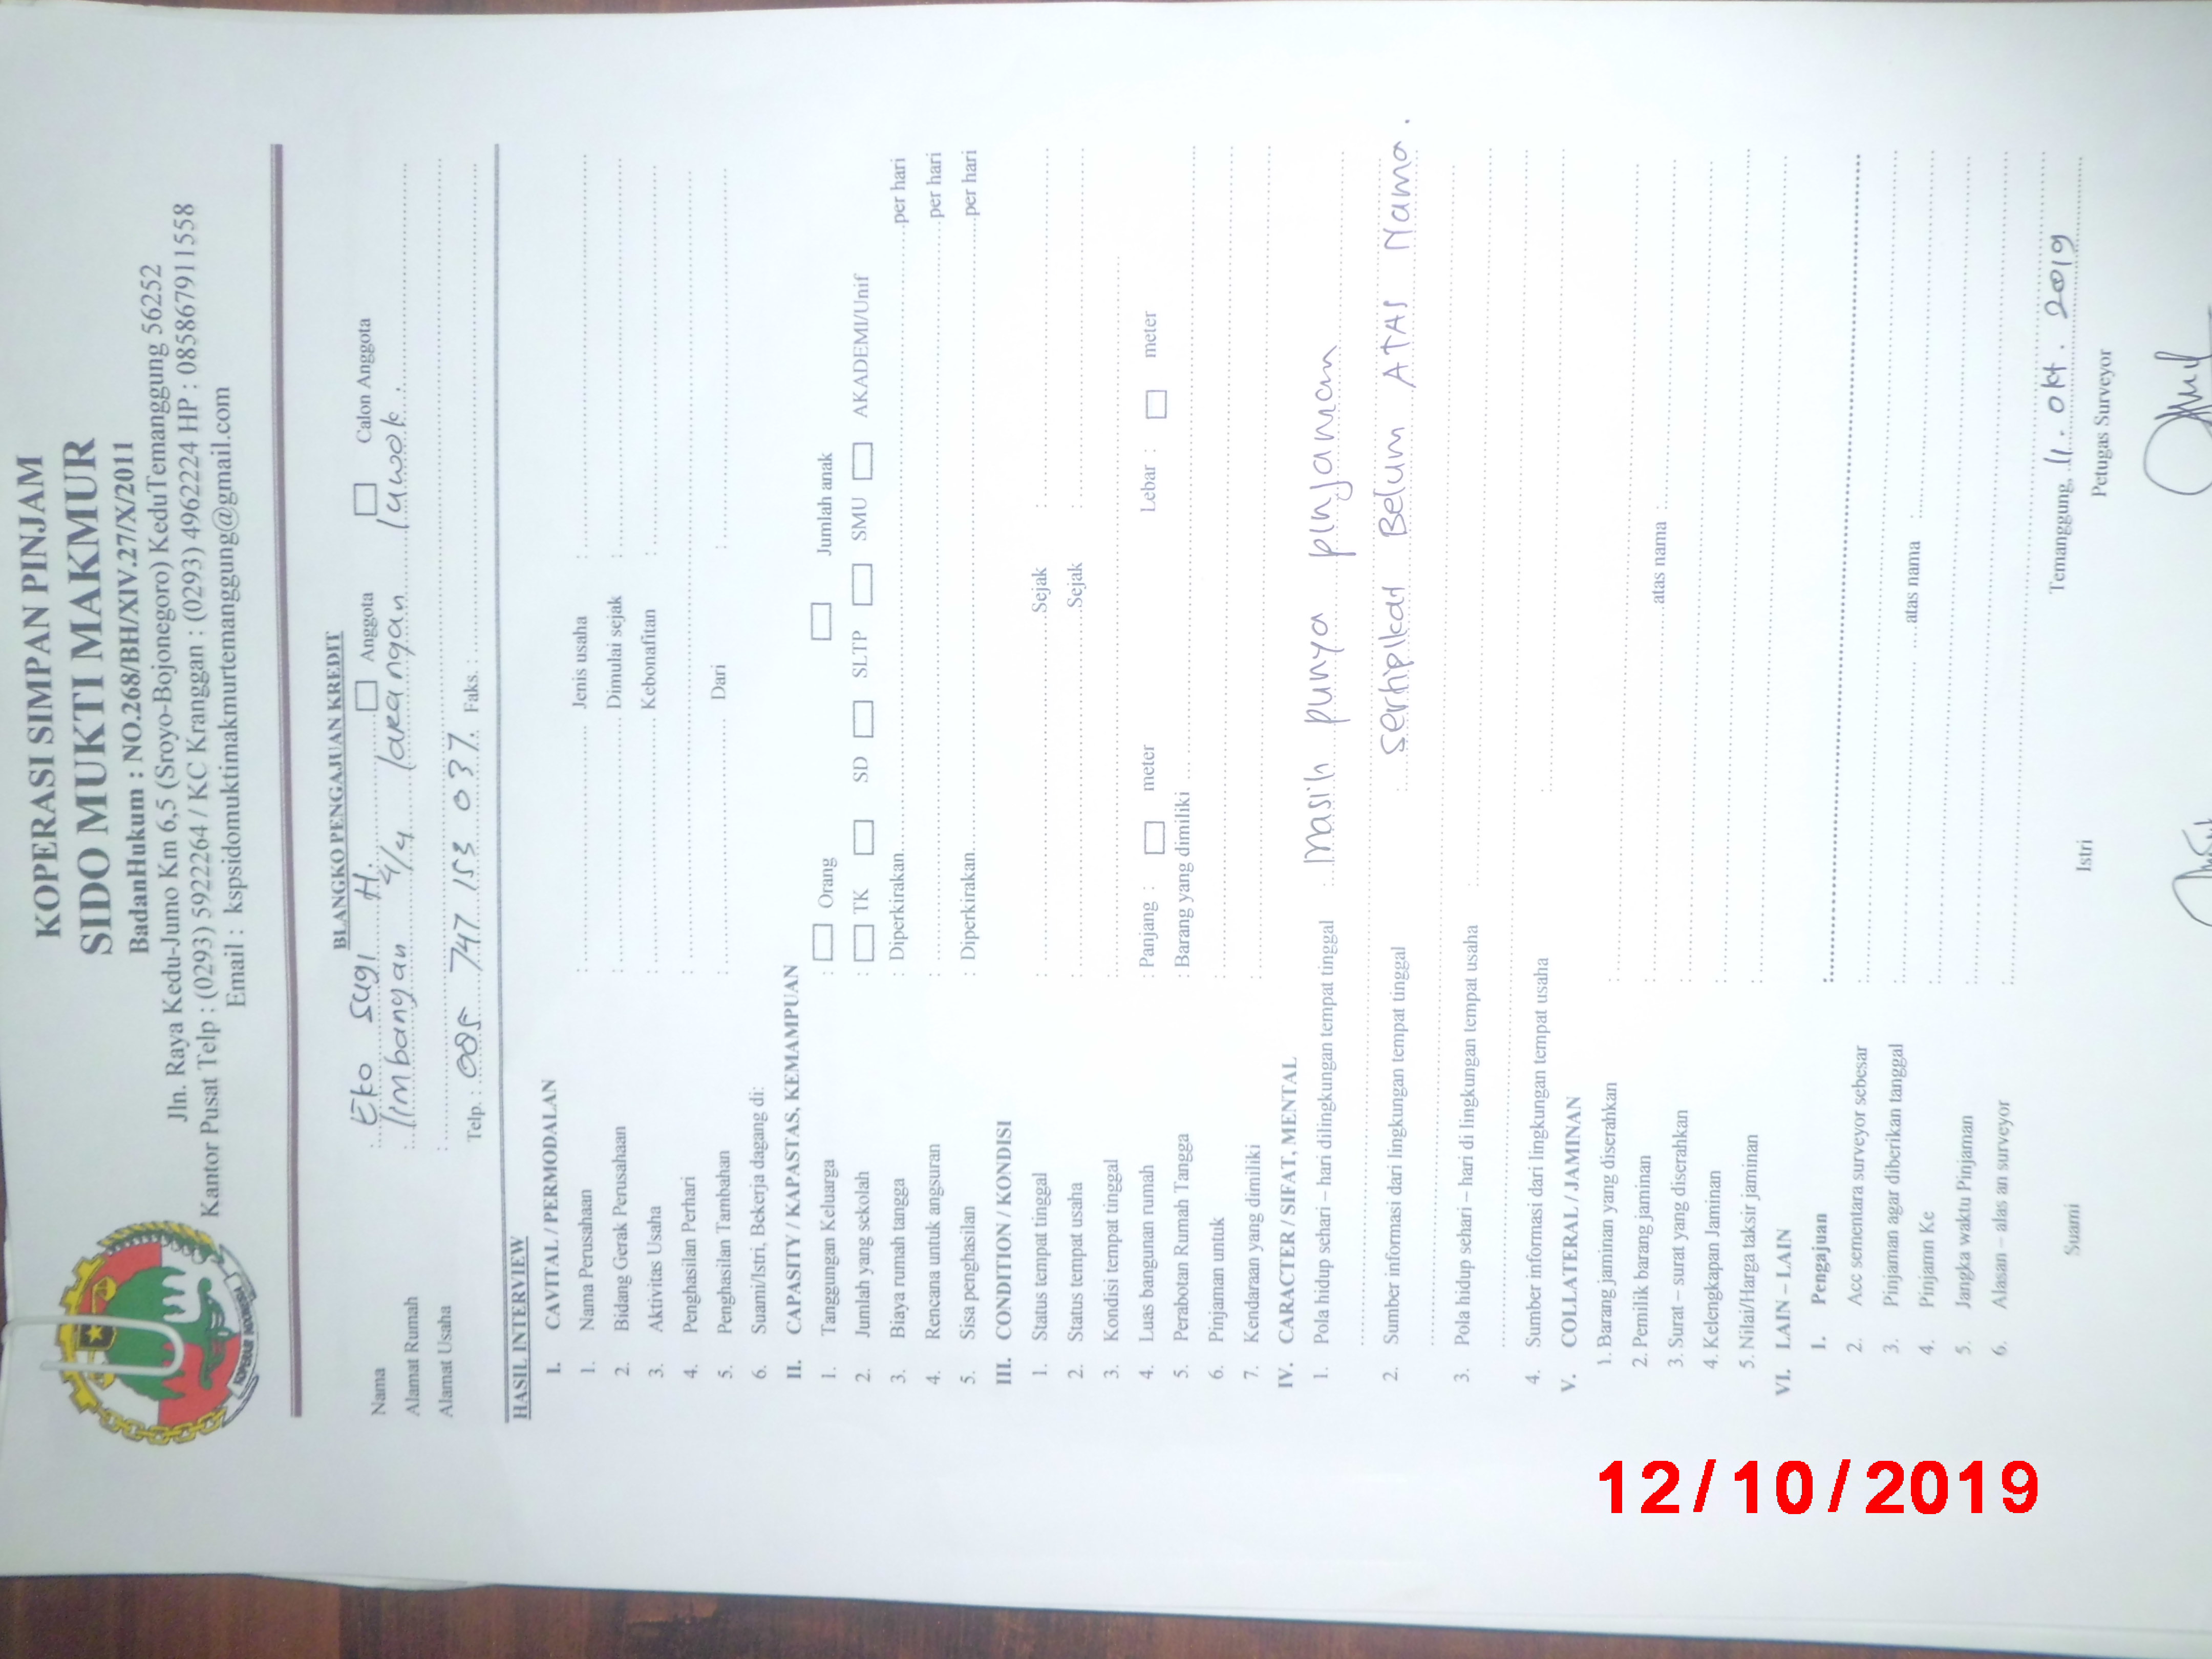 KOPERASI SIMPAN PINJAM
SIDO MUKTI MAKMUR
BadanHukum : NO.268/BH/XIV.27/X/2011
Jln. Raya Kedu-Jumo Km 6,5 (Sroyo-Bojonegoro) KeduTemanggung 56252
Kantor Pusat Telp : (0293) 5922264 / KC Kranggan : (0293) 4962224 HP : 085867911558
Email : kspsidomuktimakmurtemanggung@gmail.com
KOPERASI INDONESIA
BLANGKO PENGAJUAN KREDIT
Nama : Eko Sugi H. Anggota Calon Anggota
Alamat Rumah : limbangan 4/4 larangan luwok.
Alamat Usaha :
Telp. : 085 747 153 037. Faks. :
HASIL INTERVIEW
I. CAVITAL / PERMODALAN
1. Nama Perusahaan : Jenis usaha :
2. Bidang Gerak Perusahaan : Dimulai sejak :
3. Aktivitas Usaha : Kebonafitan :
4. Penghasilan Perhari :
5. Penghasilan Tambahan : Dari :
6. Suami/Istri, Bekerja dagang di:
II. CAPASITY / KAPASTAS, KEMAMPUAN
1. Tanggungan Keluarga : Orang Jumlah anak
2. Jumlah yang sekolah : TK SD SLTP SMU AKADEMI/Unif
3. Biaya rumah tangga : Diperkirakan per hari
4. Rencana untuk angsuran : per hari
5. Sisa penghasilan : Diperkirakan per hari
III. CONDITION / KONDISI
1. Status tempat tinggal : Sejak :
2. Status tempat usaha : Sejak :
3. Kondisi tempat tinggal :
4. Luas bangunan rumah : Panjang : meter Lebar : meter
5. Perabotan Rumah Tangga : Barang yang dimiliki
6. Pinjaman untuk :
7. Kendaraan yang dimiliki :
IV. CARACTER / SIFAT, MENTAL
1. Pola hidup sehari – hari dilingkungan tempat tinggal : Masih punya pinjaman
2. Sumber informasi dari lingkungan tempat tinggal : Sertipikat Belum ATAS Nama.
3. Pola hidup sehari – hari di lingkungan tempat usaha :
4. Sumber informasi dari lingkungan tempat usaha :
V. COLLATERAL / JAMINAN
1. Barang jaminan yang diserahkan :
2. Pemilik barang jaminan : atas nama :
3. Surat – surat yang diserahkan :
4. Kelengkapan Jaminan :
5. Nilai/Harga taksir jaminan :
VI. LAIN – LAIN
1. Pengajuan :
2. Acc sementara surveyor sebesar :
3. Pinjaman agar diberikan tanggal :
4. Pinjamn Ke : atas nama :
5. Jangka waktu Pinjaman :
6. Alasan – alas an surveyor :
Temanggung, 11. okt. 2019
Suami Istri Petugas Surveyor
12/10/2019